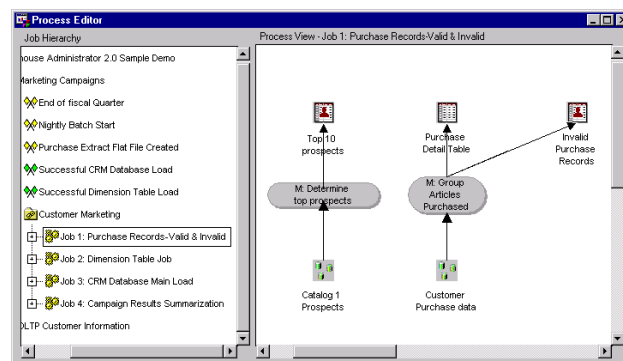 Process Editor
Job Hierarchy
Process View - Job 1: Purchase Records-Valid & Invalid
house Administrator 2.0 Sample Demo
Marketing Campaigns
End of fiscal Quarter
Nightly Batch Start
Purchase Extract Flat File Created
Successful CRM Database Load
Successful Dimension Table Load
Customer Marketing
Job 1: Purchase Records-Valid & Invalid
Job 2: Dimension Table Job
Job 3: CRM Database Main Load
Job 4: Campaign Results Summarization
OLTP Customer Information
Top 10
prospects
Purchase
Detail Table
Invalid
Purchase
Records
M: Determine
top prospects
M: Group
Articles
Purchased
Catalog 1
Prospects
Customer
Purchase data